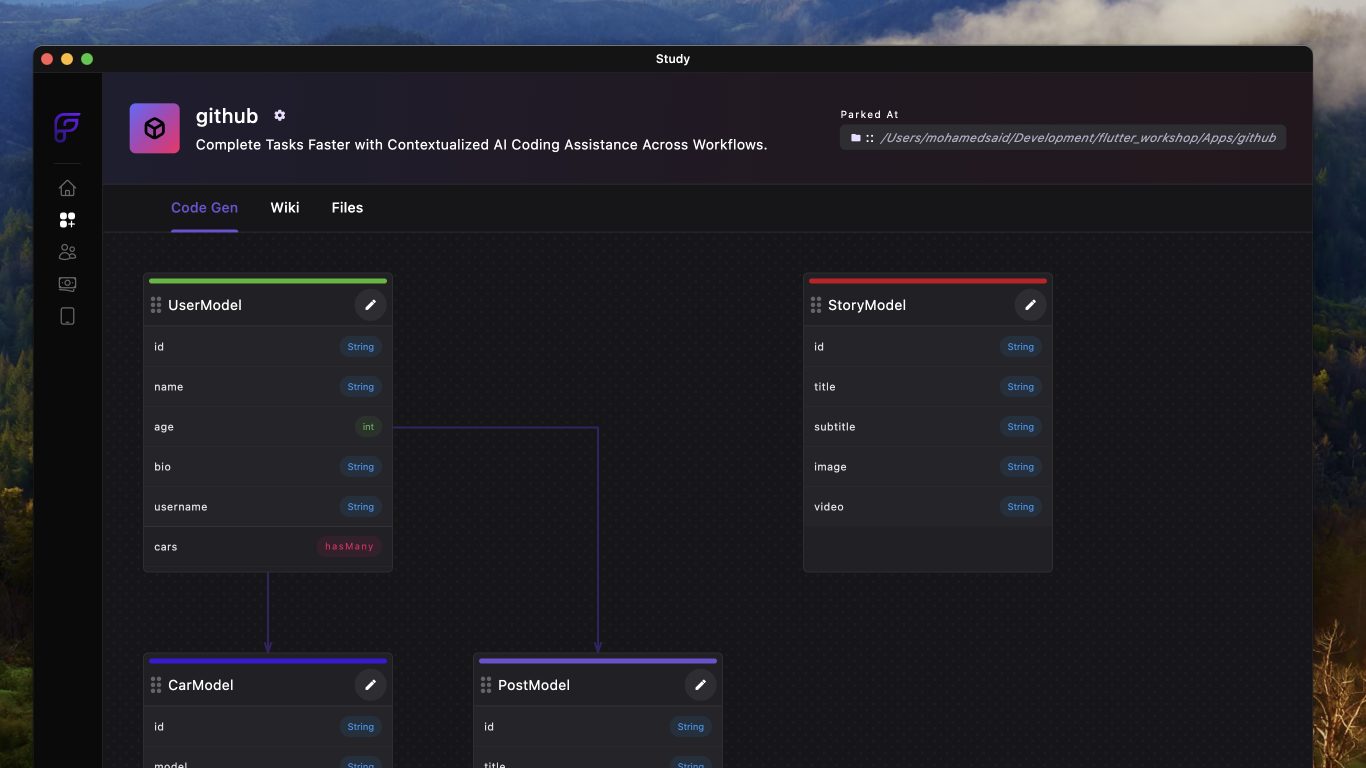 Study
github
Complete Tasks Faster with Contextualized AI Coding Assistance Across Workflows.
Parked At
:: /Users/mohamedsaid/Development/flutter_workshop/Apps/github
Code Gen Wiki Files
UserModel
id String
name String
age int
bio String
username String
cars hasMany
StoryModel
id String
title String
subtitle String
image String
video String
CarModel
id String
model String
PostModel
id String
title String